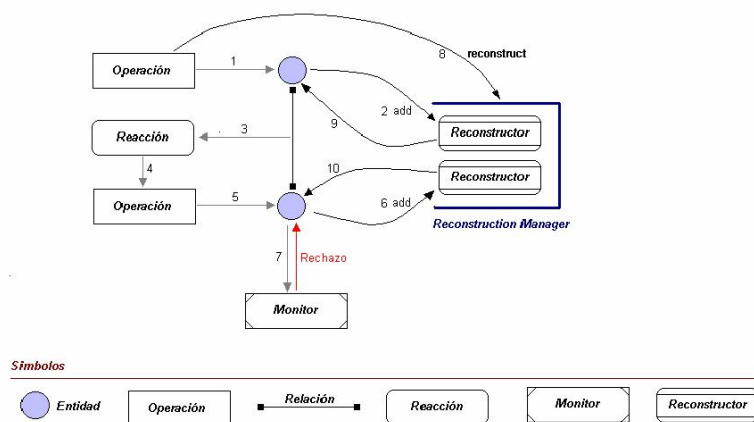 8 reconstruct
Operación
1
2 add
9
Reconstructor
Reacción
3
4
10
Reconstructor
Operación
5
6 add
Reconstruction Manager
7
Rechazo
Monitor
Símbolos
Entidad
Operación
Relación
Reacción
Monitor
Reconstructor